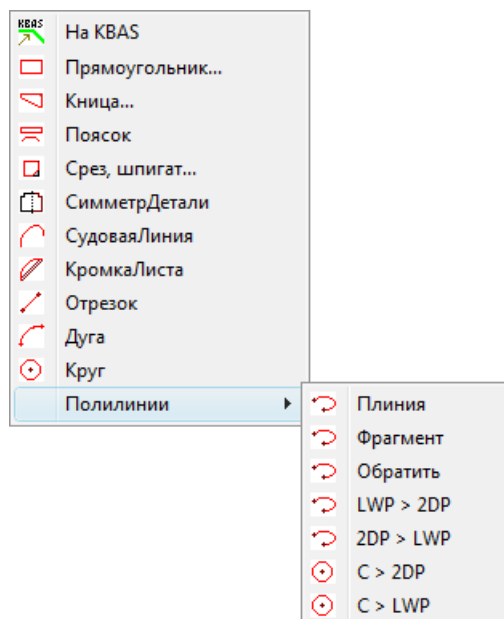 KBAS
На KBAS
Прямоугольник...
Кница...
Поясок
Срез, шпигат...
СимметрДетали
СудоваяЛиния
КромкаЛиста
Отрезок
Дуга
Круг
Полилинии
Плиния
Фрагмент
Обратить
LWP > 2DP
2DP > LWP
C > 2DP
C > LWP